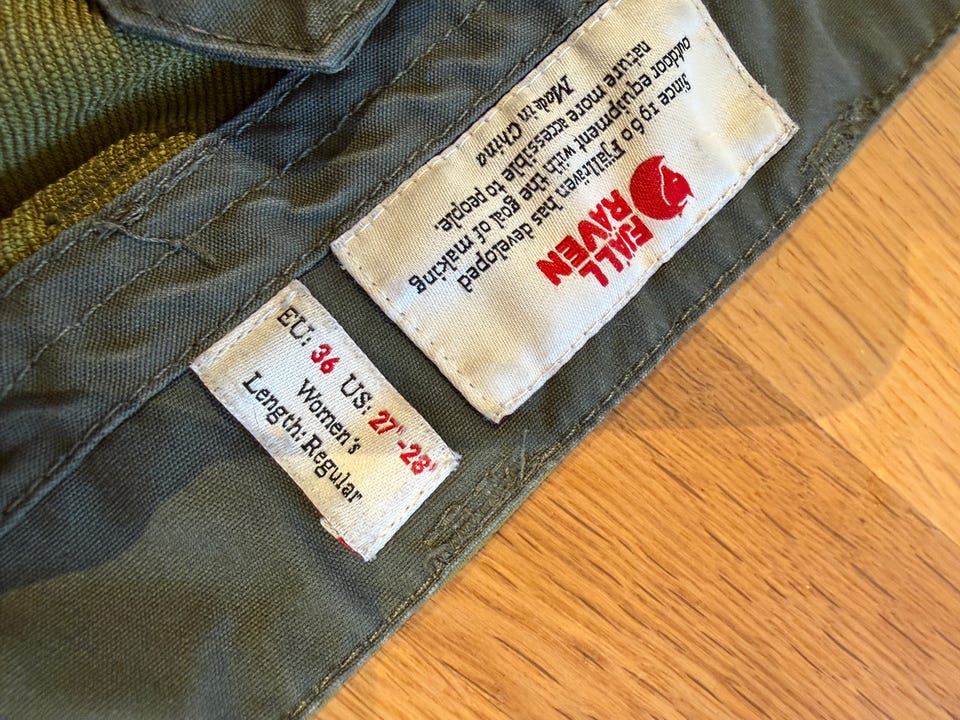 FJÄLL
RÄVEN
Since 1960 Fjällräven has developed
outdoor equipment with the goal of making
nature more accessible to people
Made in China
EU: 36 US: 27"-28"
Women's
Length: Regular